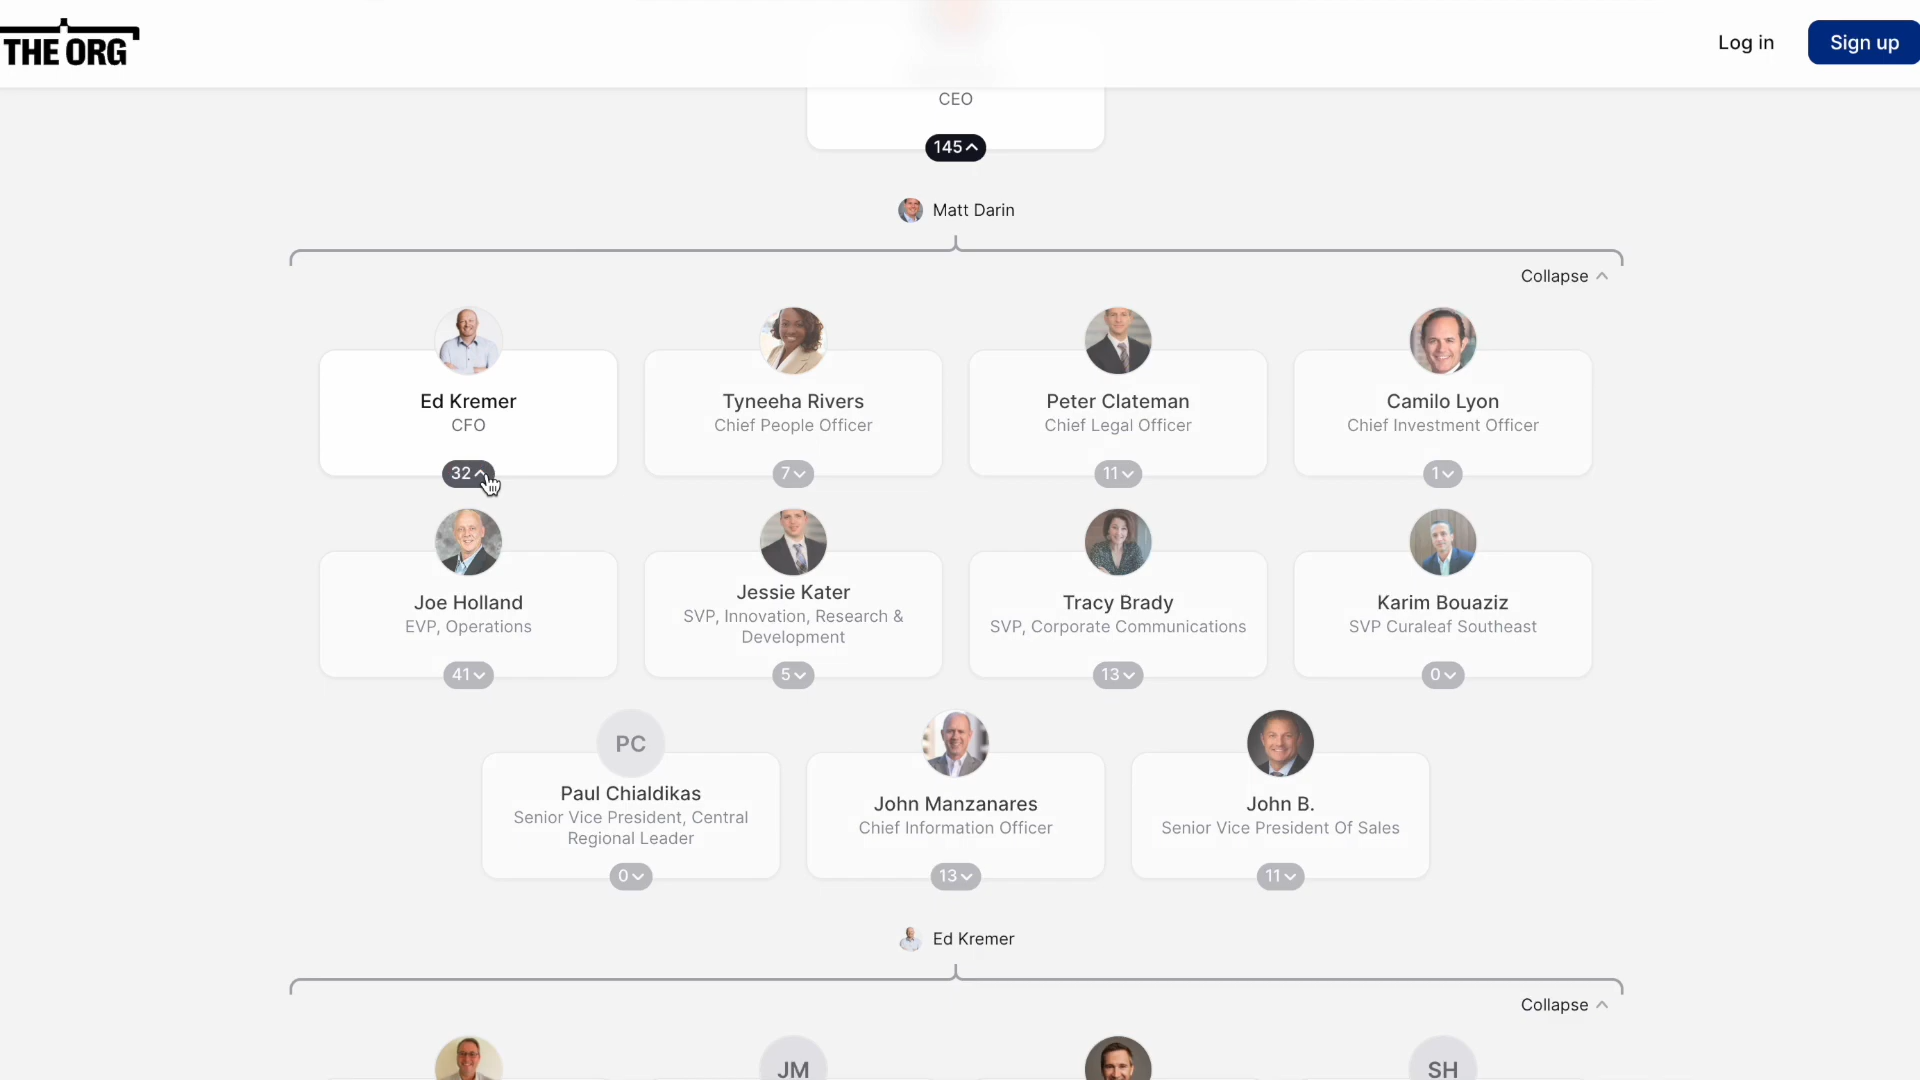 THE ORG
Log in
Sign up
CEO
145
Matt Darin
Collapse
Ed Kremer
CFO
32
Tyneeha Rivers
Chief People Officer
7
Peter Clateman
Chief Legal Officer
11
Camilo Lyon
Chief Investment Officer
1
Joe Holland
EVP, Operations
41
Jessie Kater
SVP, Innovation, Research &
Development
5
Tracy Brady
SVP, Corporate Communications
13
Karim Bouaziz
SVP Curaleaf Southeast
0
PC
Paul Chialdikas
Senior Vice President, Central
Regional Leader
0
John Manzanares
Chief Information Officer
13
John B.
Senior Vice President Of Sales
11
Ed Kremer
Collapse
JM
SH